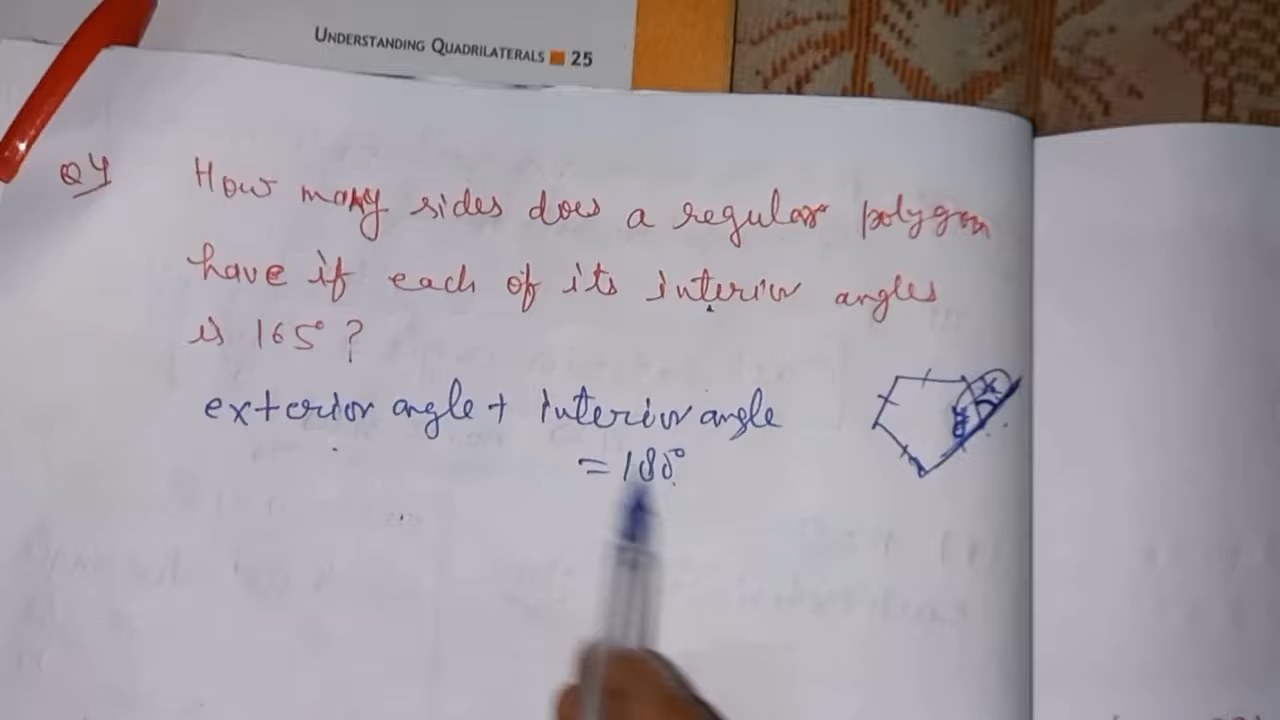 UNDERSTANDING QUADRILATERALS ■ 25
Q4 How many sides does a regular polygon
have if each of its interior angles
is 165° ?
exterior angle + interior angle
= 180°